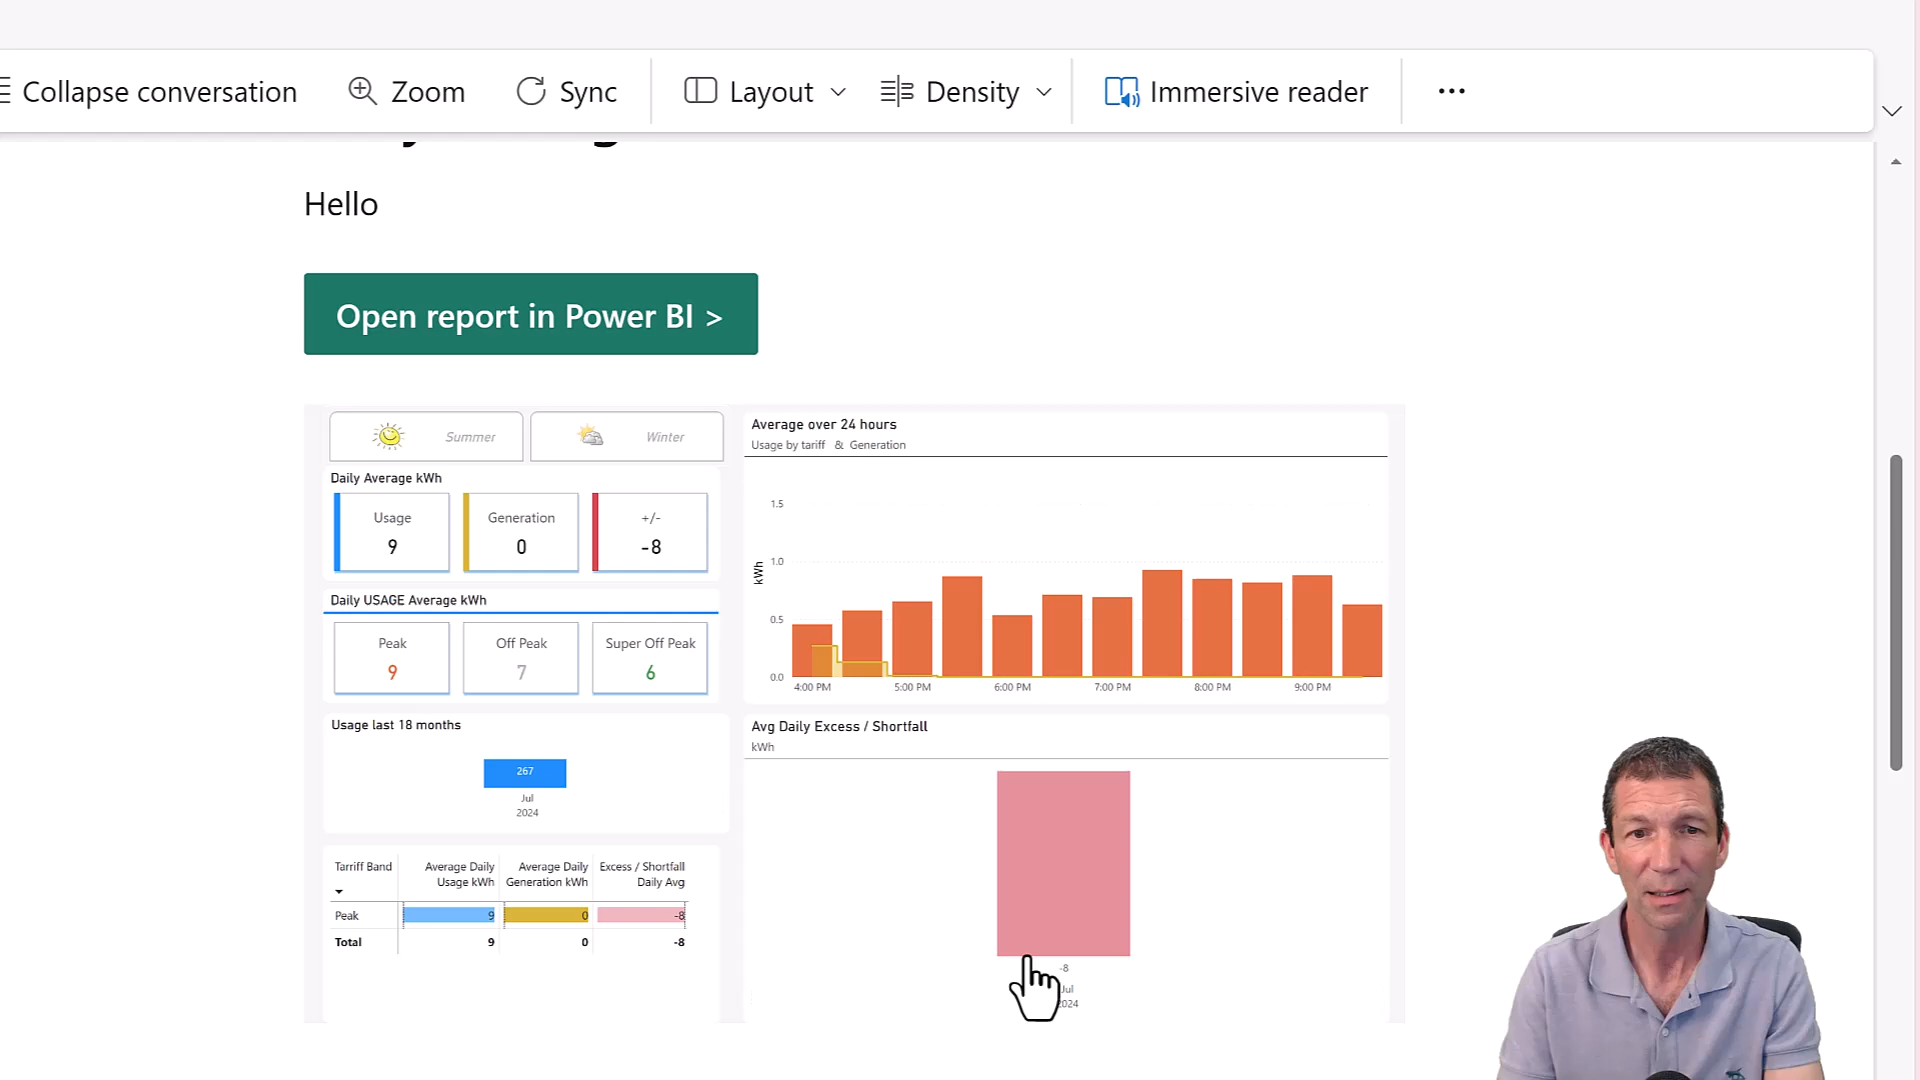 Collapse conversation Zoom Sync Layout Density Immersive reader ...
Hello
Open report in Power BI >
Summer Winter
Daily Average kWh
Usage Generation +/-
9 0 -8
Daily USAGE Average kWh
Peak Off Peak Super Off Peak
9 7 6
Usage last 18 months
267
Jul
2024
Tarriff Band Average Daily Average Daily Excess / Shortfall
Usage kWh Generation kWh Daily Avg
Peak 9 0 -8
Total 9 0 -8
Average over 24 hours
Usage by tariff & Generation
kWh
1.5
1.0
0.5
0.0
4:00 PM 5:00 PM 6:00 PM 7:00 PM 8:00 PM 9:00 PM
Avg Daily Excess / Shortfall
kWh
-8
Jul
2024